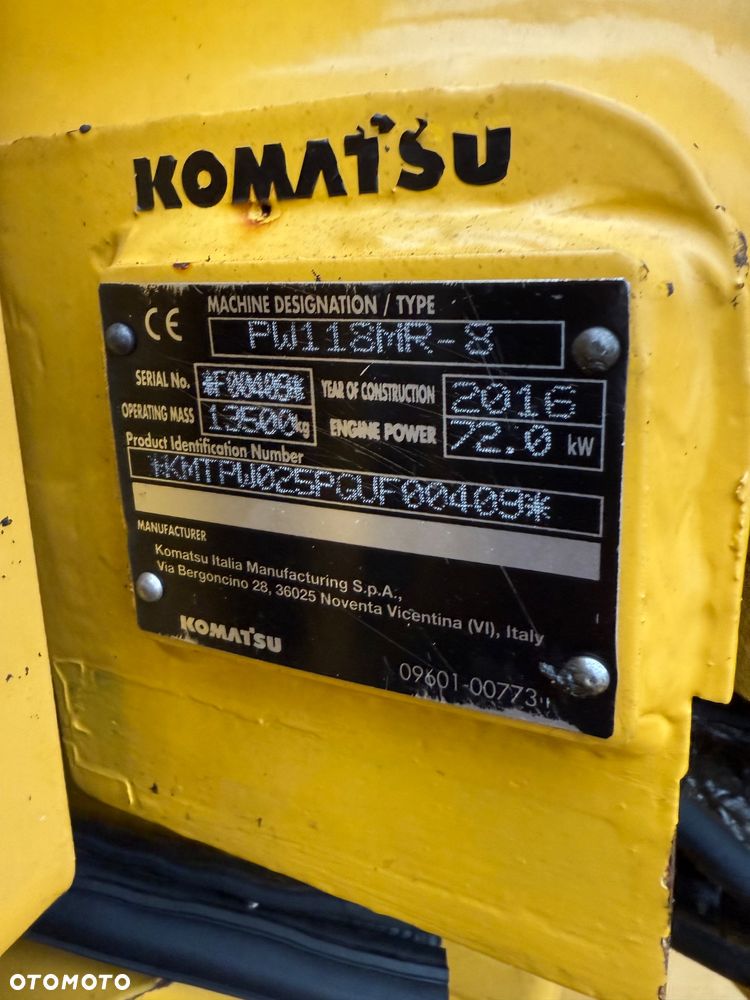 KOMATSU
CE
MACHINE DESIGNATION / TYPE
PW118MR-8
SERIAL No. *F00409* YEAR OF CONSTRUCTION 2016
OPERATING MASS 13500kg ENGINE POWER 72.0 kW
Product Identification Number
*KMTPW025PGUF00409*
MANUFACTURER
Komatsu Italia Manufacturing S.p.A.,
Via Bergoncino 28, 36025 Noventa Vicentina (VI), Italy
KOMATSU
09601-00773
OTOMOTO